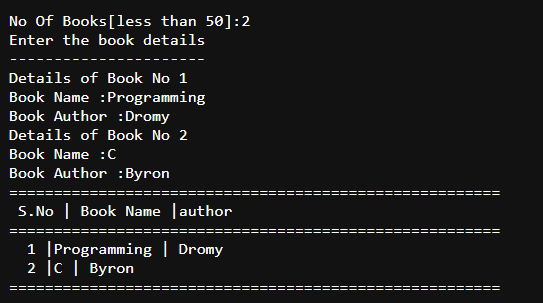 No Of Books[less than 50]:2
Enter the book details
----------------------
Details of Book No 1
Book Name :Programming
Book Author :Dromy
Details of Book No 2
Book Name :C
Book Author :Byron
=======================================================
 S.No | Book Name |author
=======================================================
  1 |Programming | Dromy
  2 |C | Byron
=======================================================